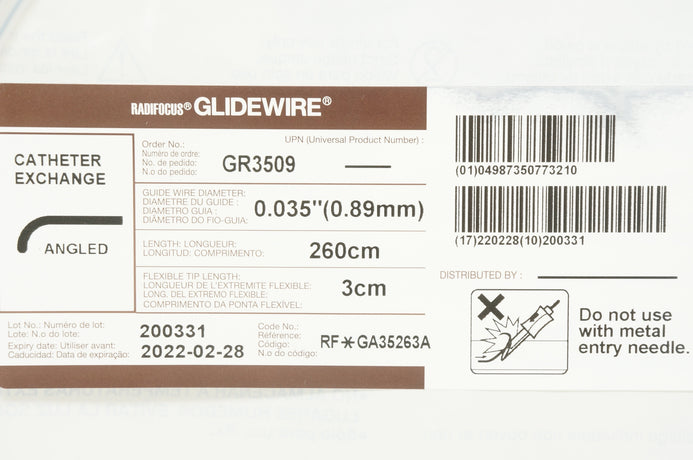 RADIFOCUS® GLIDEWIRE®
CATHETER
EXCHANGE
ANGLED
Order No.:
Numéro de ordre:
No. de pedido:
N.o do pedido:
GR3509
UPN (Universal Product Number) :
GUIDE WIRE DIAMETER:
DIAMETRE DU GUIDE :
DIAMETRO GUIA :
DIÂMETRO DO FIO-GUIA:
0.035"(0.89mm)
LENGTH: LONGUEUR:
LONGITUD: COMPRIMENTO:
260cm
FLEXIBLE TIP LENGTH:
LONGUEUR DE L'EXTREMITE FLEXIBLE:
LONG. DEL EXTREMO FLEXIBLE:
COMPRIMENTO DA PONTA FLEXÍVEL:
3cm
Lot No.: Numéro de lot:
Lote: N.o do lote:
200331
Expiry date: Utiliser avant:
Caducidad: Data de expiração:
2022-02-28
Code No.:
Référence:
Código:
N.o do código:
RF*GA35263A
(01)04987350773210
(17)220228(10)200331
DISTRIBUTED BY :
Do not use
with metal
entry needle.